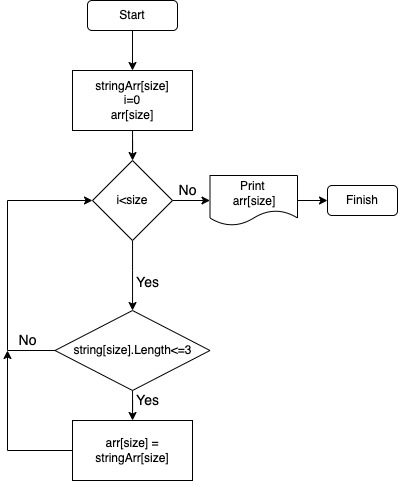 Start
stringArr[size]
i=0
arr[size]
i<size
No
Print
arr[size]
Finish
Yes
string[size].Length<=3
No
Yes
arr[size] =
stringArr[size]